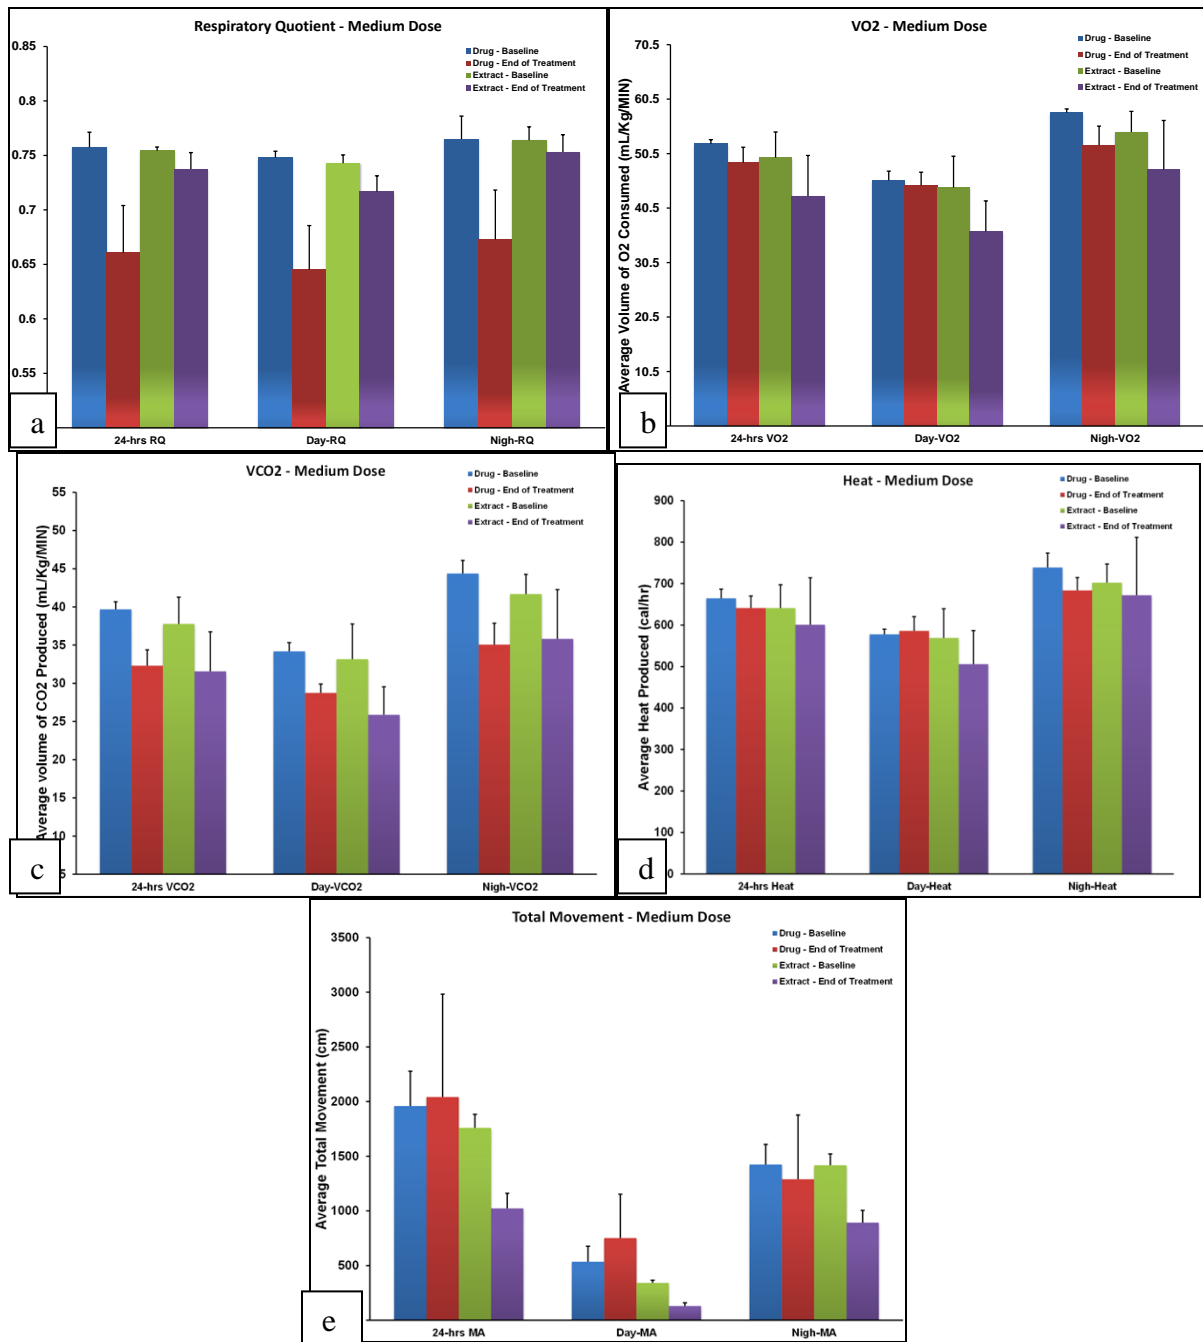 Respiratory Quotient - Medium Dose
0.85
0.8
0.75
0.7
0.65
0.55
Drug - Baseline
Drug - End of Treatment
Extract - Baseline
Extract - End of Treatment
24-hrs RQ
Day-RQ
Nigh-RQ
a
VO2 - Medium Dose
Average Volume of O2 Consumed (mL/Kg/MIN)
70.5
60.5
50.5
40.5
30.5
20.5
10.5
Drug - Baseline
Drug - End of Treatment
Extract - Baseline
Extract - End of Treatment
24-hrs VO2
Day-VO2
Nigh-VO2
b
VCO2 - Medium Dose
Average volume of CO2 Produced (mL/Kg/MIN)
55
50
45
40
35
30
25
20
15
10
5
Drug - Baseline
Drug - End of Treatment
Extract - Baseline
Extract - End of Treatment
24-hrs VCO2
Day-VCO2
Nigh-VCO2
c
Heat - Medium Dose
Average Heat Produced (cal/hr)
900
800
700
600
500
400
300
200
100
0
Drug - Baseline
Drug - End of Treatment
Extract - Baseline
Extract - End of Treatment
24-hrs Heat
Day-Heat
Nigh-Heat
d
Total Movement - Medium Dose
Average Total Movement (cm)
3500
3000
2500
2000
1500
1000
500
Drug - Baseline
Drug - End of Treatment
Extract - Baseline
Extract - End of Treatment
24-hrs MA
Day-MA
Nigh-MA
e